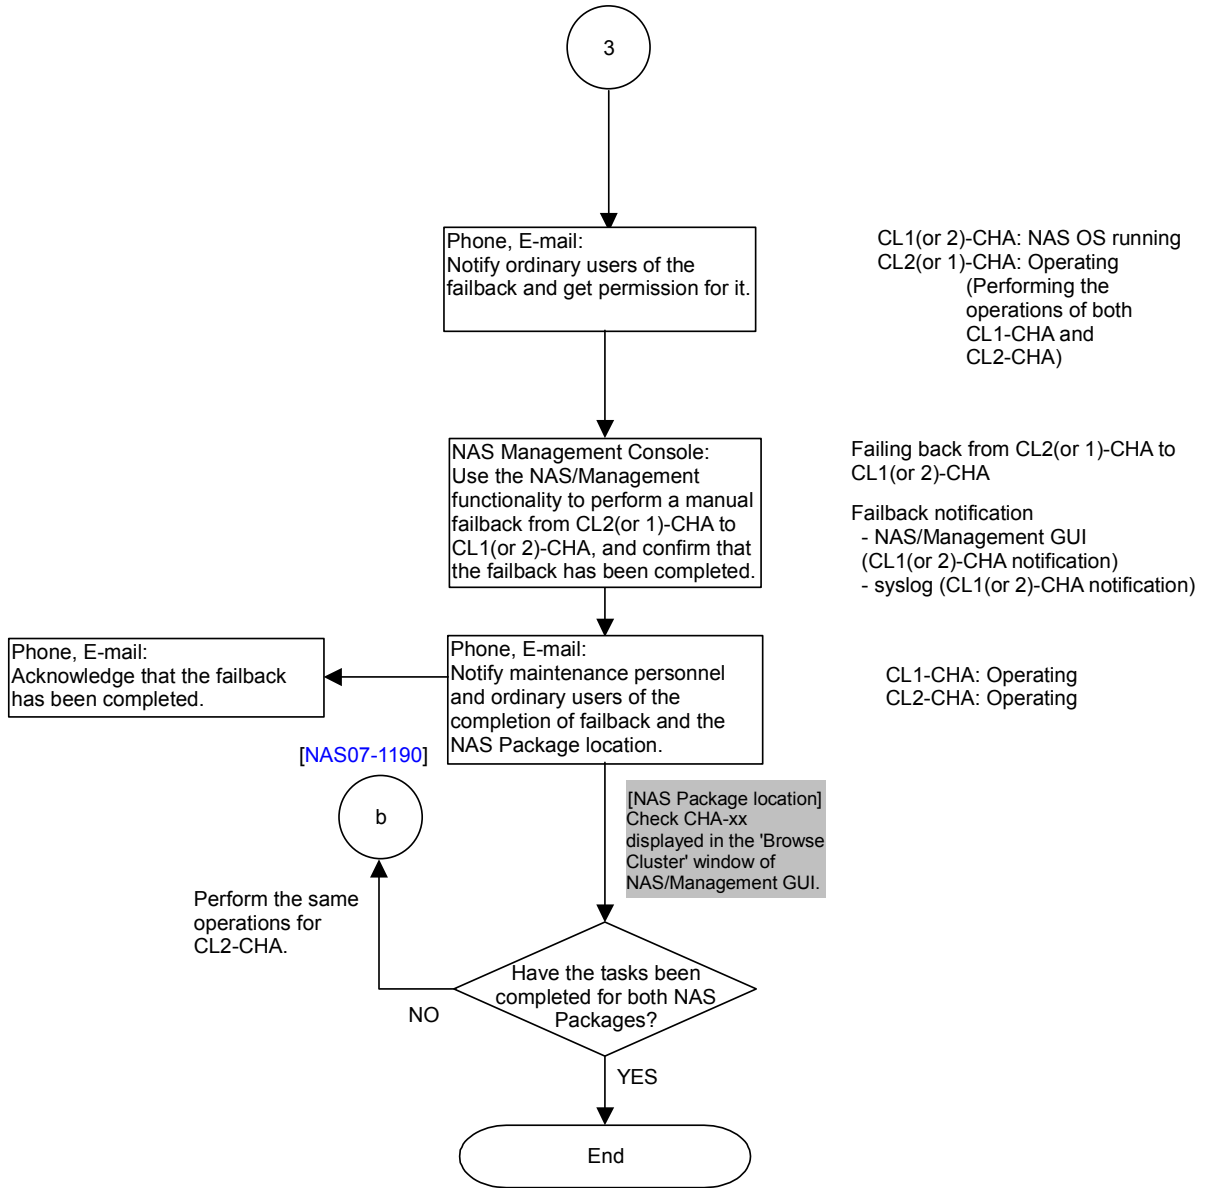 3
Phone, E-mail:
Notify ordinary users of the
failback and get permission for it.
CL1(or 2)-CHA: NAS OS running
CL2(or 1)-CHA: Operating
(Performing the
operations of both
CL1-CHA and
CL2-CHA)
NAS Management Console:
Use the NAS/Management
functionality to perform a manual
failback from CL2(or 1)-CHA to
CL1(or 2)-CHA, and confirm that
the failback has been completed.
Failing back from CL2(or 1)-CHA to
CL1(or 2)-CHA
Failback notification
- NAS/Management GUI
(CL1(or 2)-CHA notification)
- syslog (CL1(or 2)-CHA notification)
Phone, E-mail:
Acknowledge that the failback
has been completed.
Phone, E-mail:
Notify maintenance personnel
and ordinary users of the
completion of failback and the
NAS Package location.
CL1-CHA: Operating
CL2-CHA: Operating
[NAS07-1190]
b
[NAS Package location]
Check CHA-xx
displayed in the 'Browse
Cluster' window of
NAS/Management GUI.
Perform the same
operations for
CL2-CHA.
Have the tasks been
completed for both NAS
Packages?
NO
YES
End